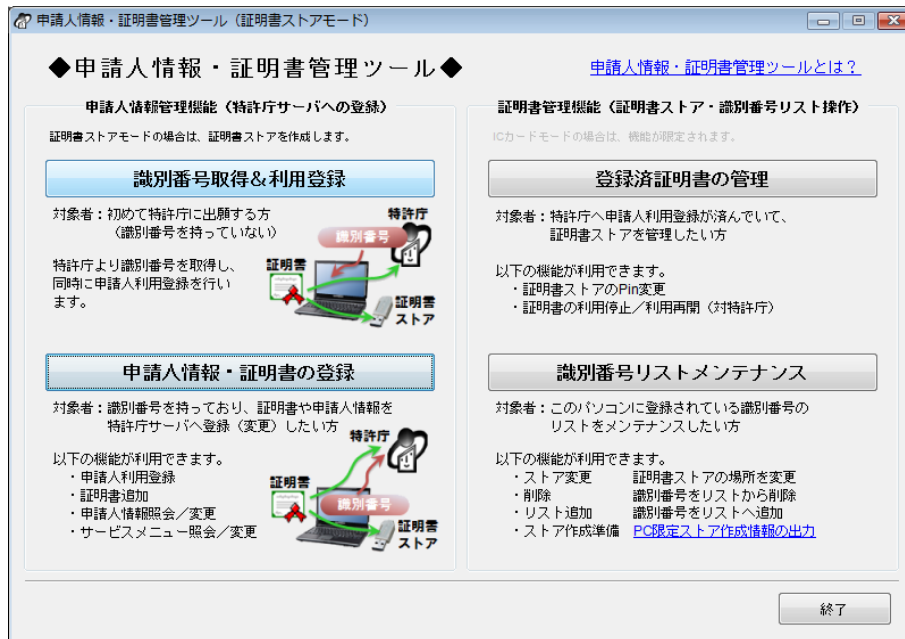 申請人情報・証明書管理ツール（証明書ストアモード）
◆申請人情報・証明書管理ツール◆
申請人情報・証明書管理ツールとは？
申請人情報管理機能（特許庁サーバへの登録）
証明書ストアモードの場合は、証明書ストアを作成します。
識別番号取得＆利用登録
対象者：初めて特許庁に出願する方
（識別番号を持っていない）
特許庁より識別番号を取得し、
同時に申請人利用登録を行い
ます。
特許庁
識別番号
証明書
証明書
ストア
申請人情報・証明書の登録
対象者：識別番号を持っており、証明書や申請人情報を
特許庁サーバへ登録（変更）したい方
以下の機能が利用できます。
・申請人利用登録
・証明書追加
・申請人情報照会／変更
・サービスメニュー照会／変更
特許庁
証明書
識別番号
証明書
ストア
証明書管理機能（証明書ストア・識別番号リスト操作）
ICカードモードの場合は、機能が限定されます。
登録済証明書の管理
対象者：特許庁へ申請人利用登録が済んでいて、
証明書ストアを管理したい方
以下の機能が利用できます。
・証明書ストアのPin変更
・証明書の利用停止／利用再開（対特許庁）
識別番号リストメンテナンス
対象者：このパソコンに登録されている識別番号の
リストをメンテナンスしたい方
以下の機能が利用できます。
・ストア変更　証明書ストアの場所を変更
・削除　識別番号をリストから削除
・リスト追加　識別番号をリストへ追加
・ストア作成準備　PC限定ストア作成情報の出力
終了